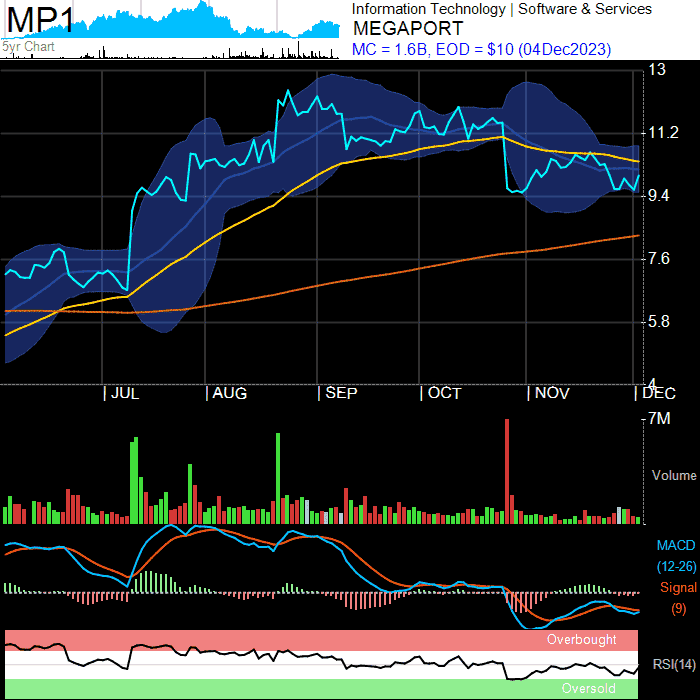 MP1
5yr Chart
Information Technology | Software & Services
MEGAPORT
MC = 1.6B, EOD = $10 (04Dec2023)
13
11.2
9.4
7.6
5.8
4
JUL AUG SEP OCT NOV DEC
7M
Volume
MACD
(12-26)
Signal
(9)
Overbought
RSI(14)
Oversold